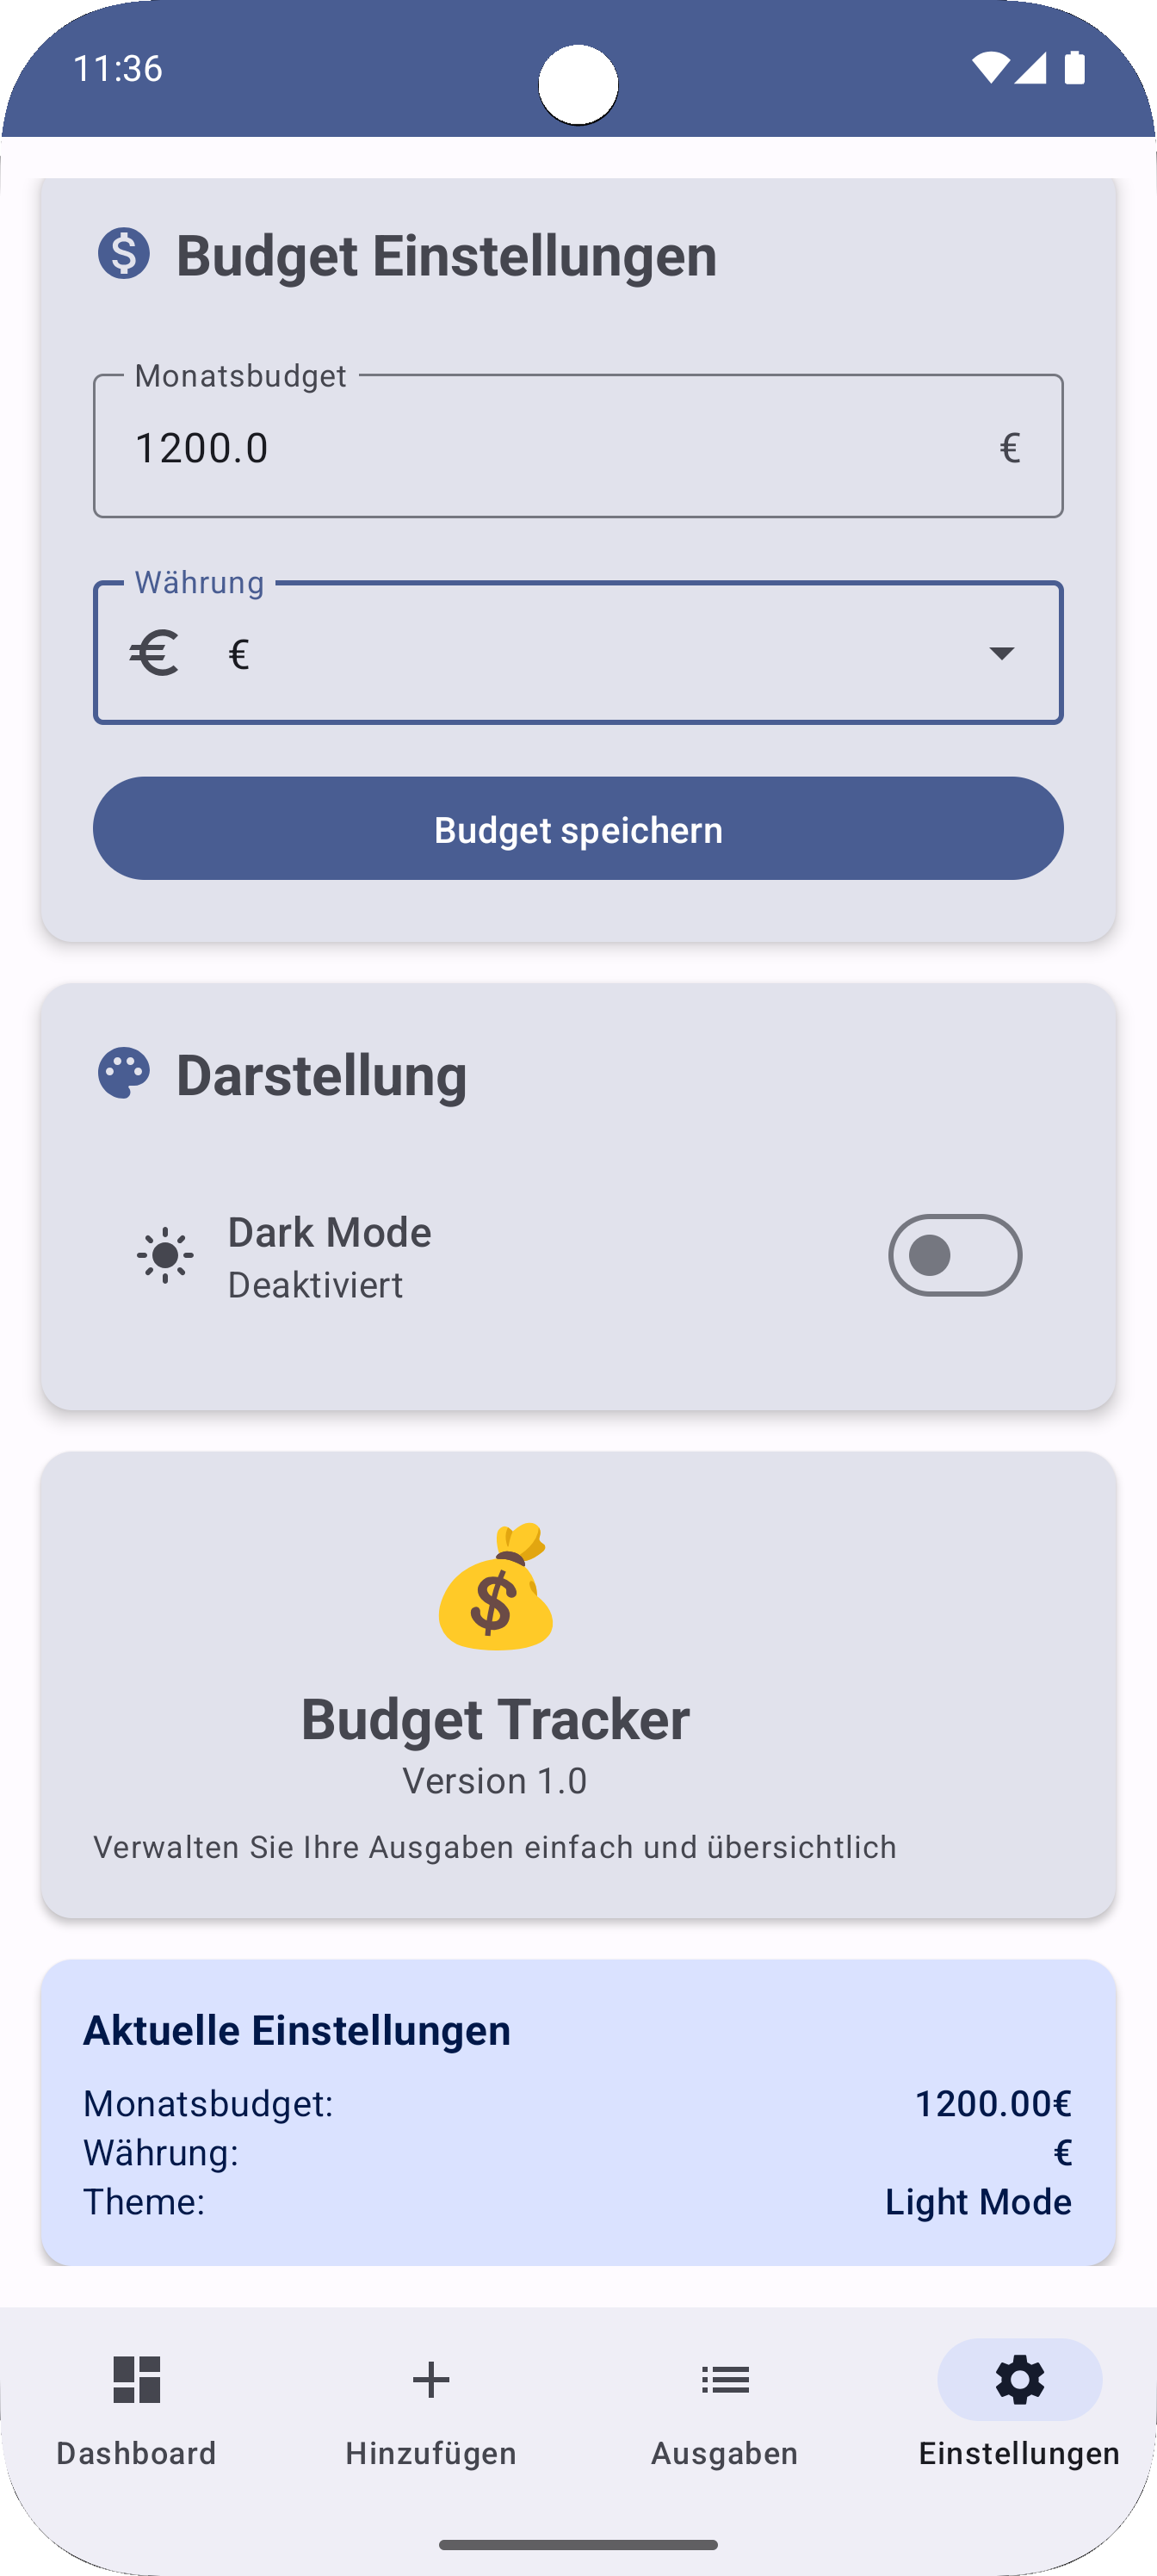 11:36
Budget Einstellungen
Monatsbudget
1200.0 €
Währung
€ €
Budget speichern
Darstellung
Dark Mode
Deaktiviert
$
Budget Tracker
Version 1.0
Verwalten Sie Ihre Ausgaben einfach und übersichtlich
Aktuelle Einstellungen
Monatsbudget: 1200.00€
Währung: €
Theme: Light Mode
Dashboard Hinzufügen Ausgaben Einstellungen